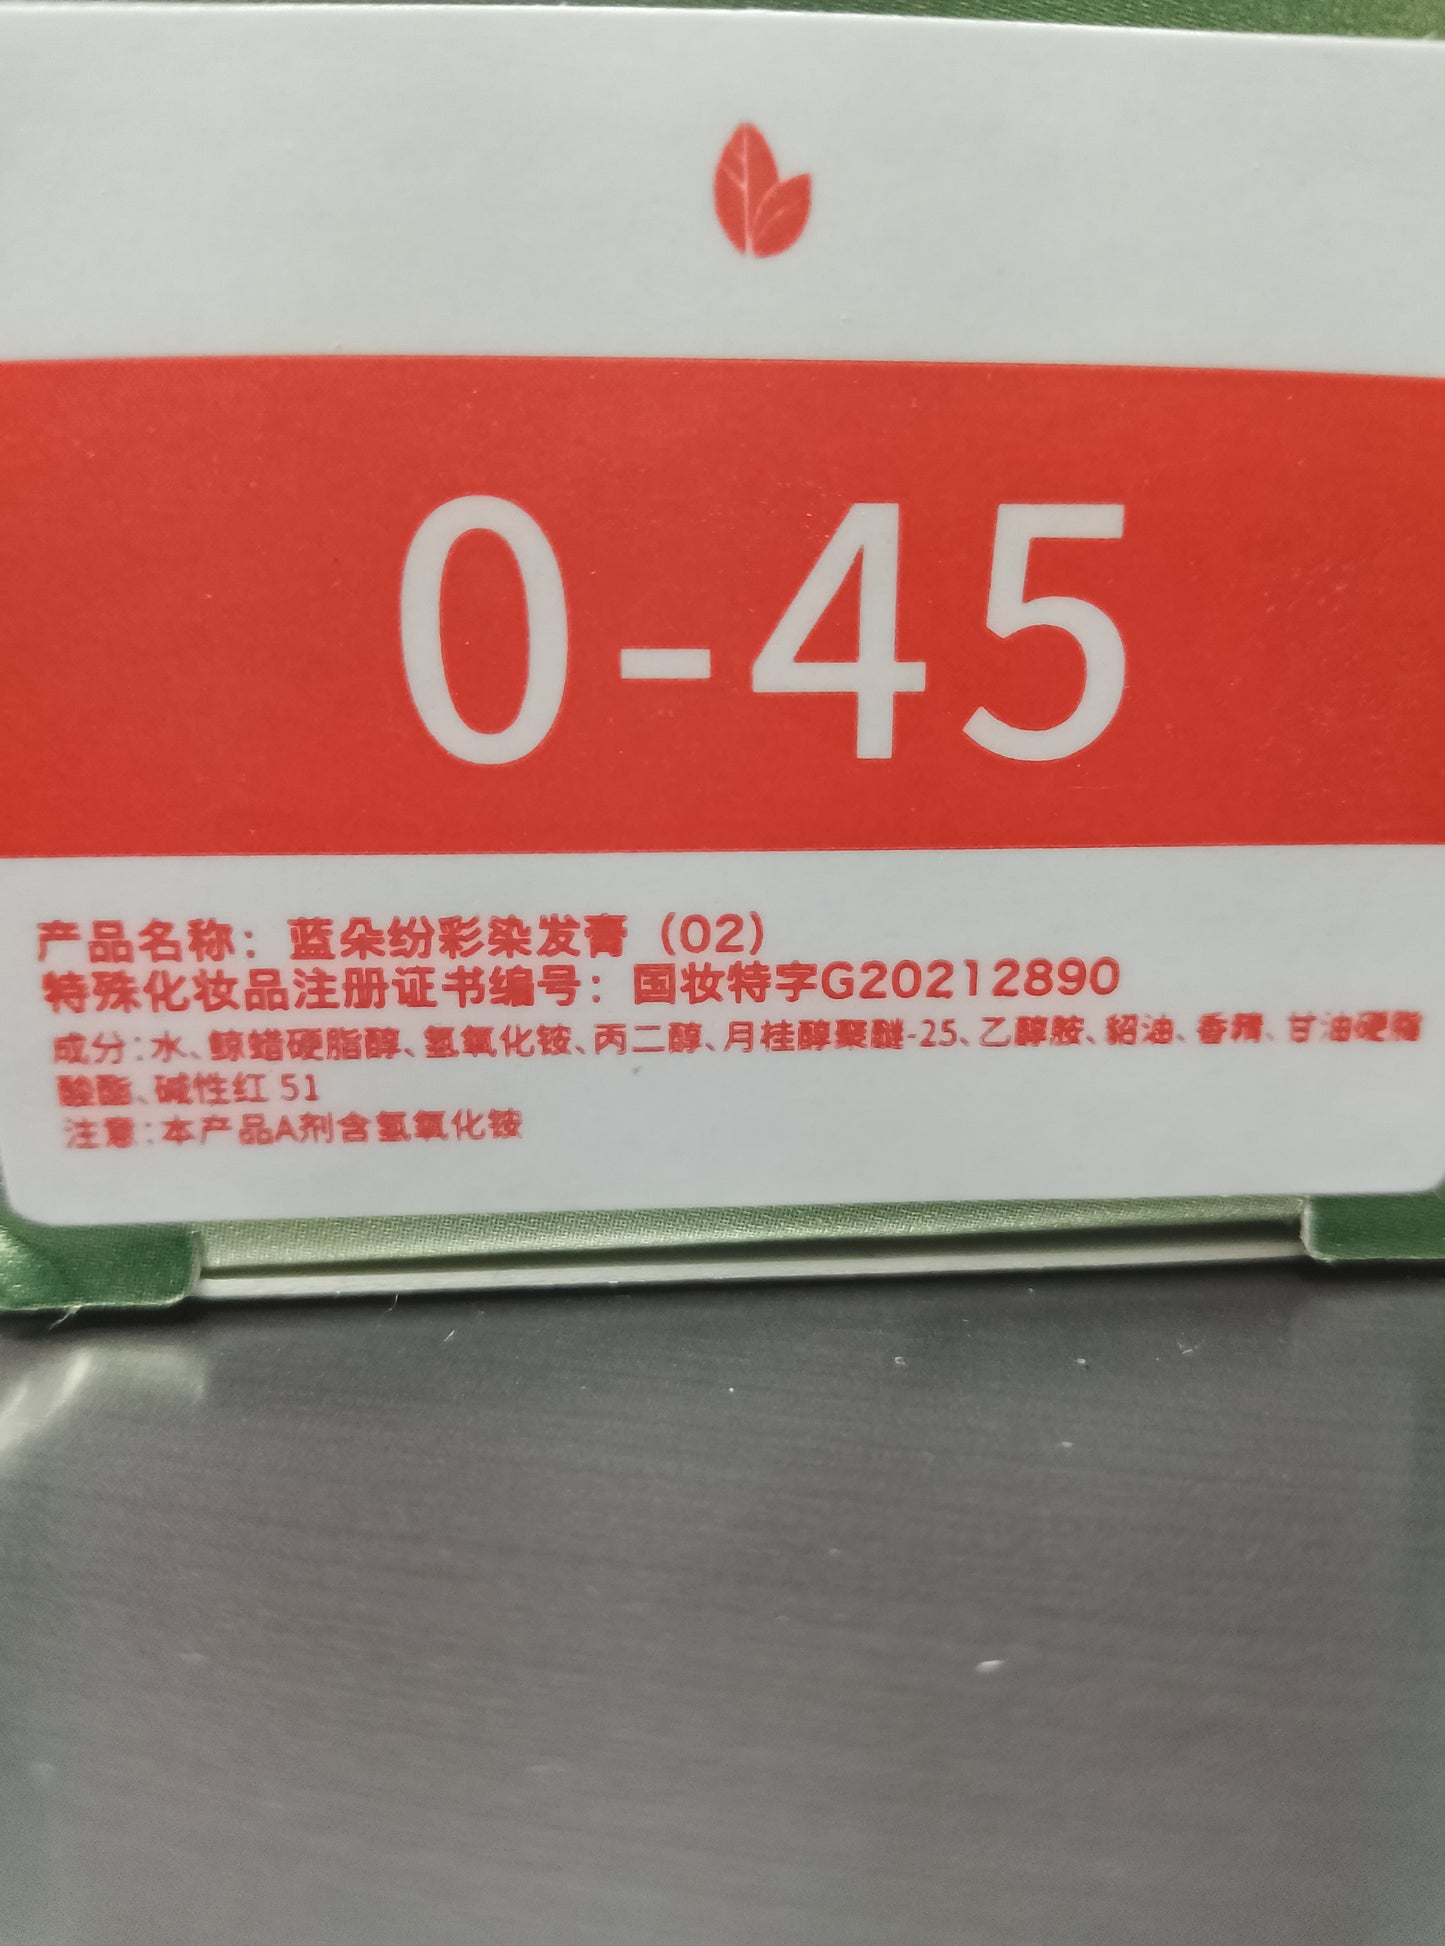 0-45
产品名称：蓝朵纷彩染发膏（02）
特殊化妆品注册证书编号：国妆特字G20212890
成分：水、鲸蜡硬脂醇、氢氧化铵、丙二醇、月桂醇聚醚-25、乙醇胺、貂油、香精、甘油硬脂
酸酯、碱性红 51
注意：本产品A剂含氢氧化铵